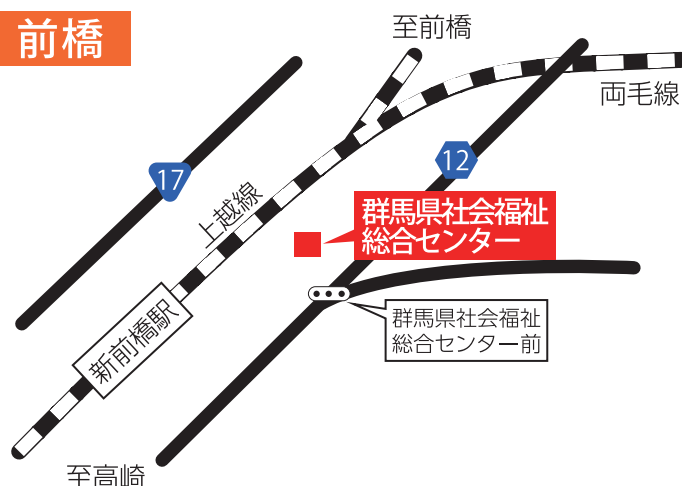 前橋
至前橋
両毛線
12
17
上越線
群馬県社会福祉
総合センター
群馬県社会福祉
総合センター前
新前橋駅
至高崎